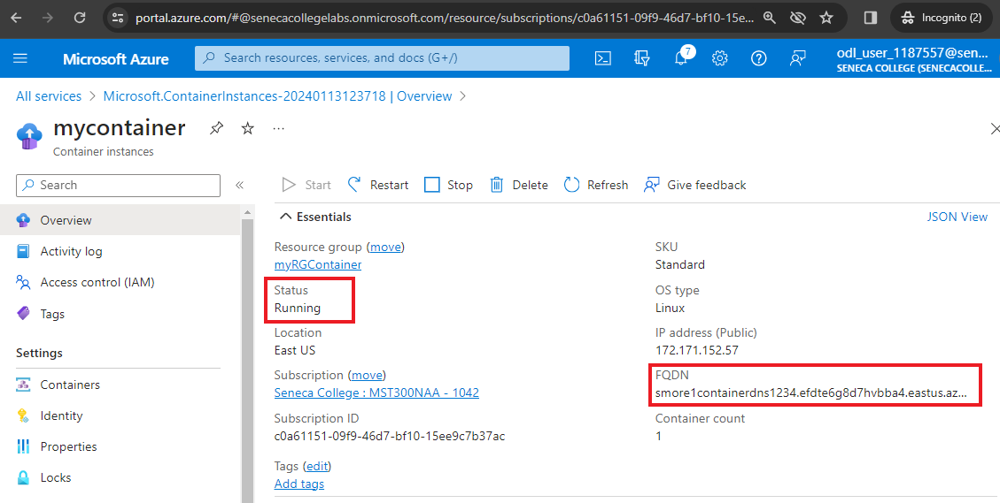 portal.azure.com/#@senecacollegelabs.onmicrosoft.com/resource/subscriptions/c0a61151-09f9-46d7-bf10-15e...
Incognito (2)
Microsoft Azure
Search resources, services, and docs (G+/)
7
odl_user_1187557@sen...
SENECA COLLEGE (SENECACOLLE...
All services > Microsoft.ContainerInstances-20240113123718 | Overview >
mycontainer
...
Container instances
Search
«
Start
Restart
Stop
Delete
Refresh
Give feedback
Overview
Activity log
Access control (IAM)
Tags
Settings
Containers
Identity
Properties
Locks
Essentials
JSON View
Resource group (move)
myRGContainer
Status
Running
Location
East US
Subscription (move)
Seneca College : MST300NAA - 1042
Subscription ID
c0a61151-09f9-46d7-bf10-15ee9c7b37ac
Tags (edit)
Add tags
SKU
Standard
OS type
Linux
IP address (Public)
172.171.152.57
FQDN
smore1containerdns1234.efdte6g8d7hvbba4.eastus.az...
Container count
1